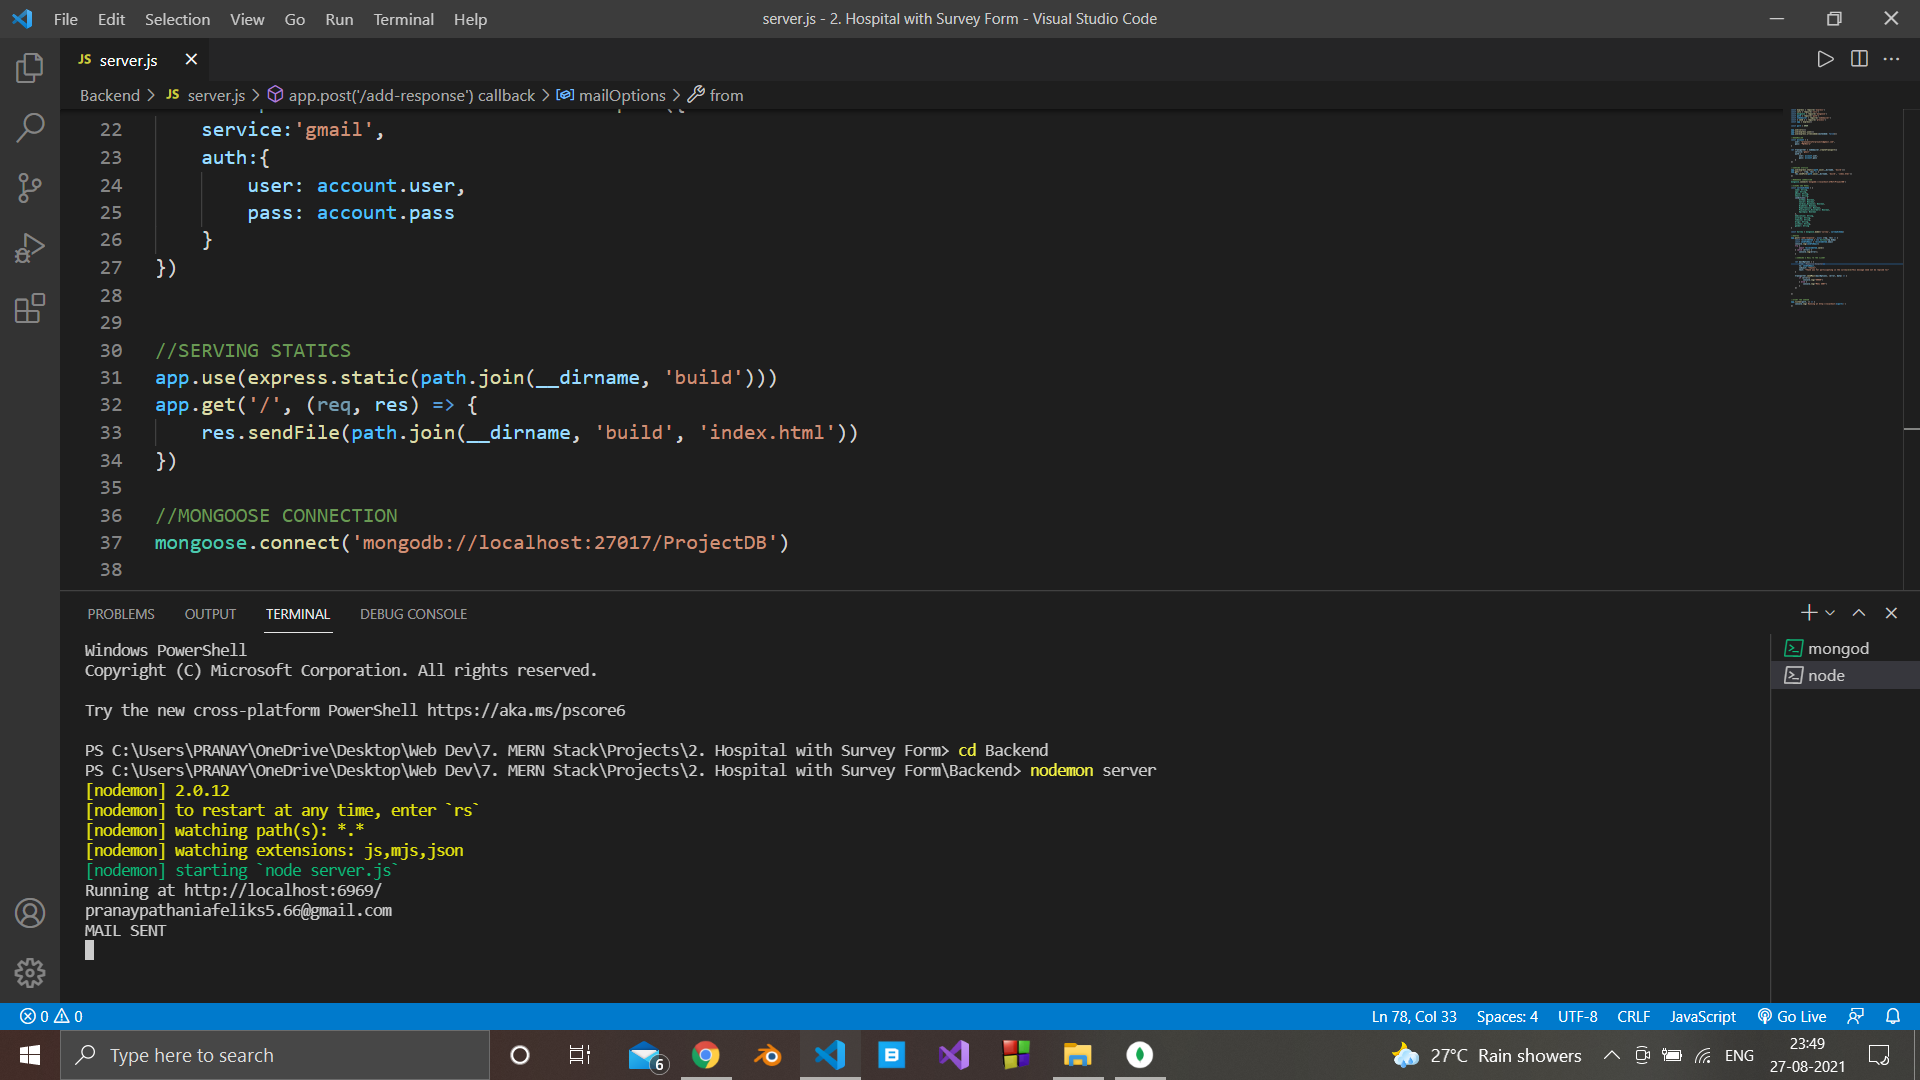 File Edit Selection View Go Run Terminal Help
server.js - 2. Hospital with Survey Form - Visual Studio Code
JS server.js
Backend > JS server.js > app.post('/add-response') callback > mailOptions > from
22 service:'gmail',
23 auth:{
24 user: account.user,
25 pass: account.pass
26 }
27 })
28
29
30 //SERVING STATICS
31 app.use(express.static(path.join(__dirname, 'build')))
32 app.get('/', (req, res) => {
33 res.sendFile(path.join(__dirname, 'build', 'index.html'))
34 })
35
36 //MONGOOSE CONNECTION
37 mongoose.connect('mongodb://localhost:27017/ProjectDB')
38
PROBLEMS OUTPUT TERMINAL DEBUG CONSOLE
Windows PowerShell
Copyright (C) Microsoft Corporation. All rights reserved.
Try the new cross-platform PowerShell https://aka.ms/pscore6
PS C:\Users\PRANAY\OneDrive\Desktop\Web Dev\7. MERN Stack\Projects\2. Hospital with Survey Form> cd Backend
PS C:\Users\PRANAY\OneDrive\Desktop\Web Dev\7. MERN Stack\Projects\2. Hospital with Survey Form\Backend> nodemon server
[nodemon] 2.0.12
[nodemon] to restart at any time, enter `rs`
[nodemon] watching path(s): *.*
[nodemon] watching extensions: js,mjs,json
[nodemon] starting `node server.js`
Running at http://localhost:6969/
pranaypathaniafeliks5.66@gmail.com
MAIL SENT
mongod
node
0 0
Ln 78, Col 33 Spaces: 4 UTF-8 CRLF JavaScript Go Live
Type here to search
6
27°C Rain showers
ENG
23:49
27-08-2021